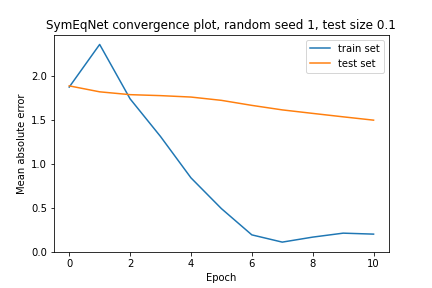 SymEqNet convergence plot, random seed 1, test size 0.1
train set
test set
2.0
1.5
1.0
0.5
0.0
Mean absolute error
0 2 4 6 8 10
Epoch